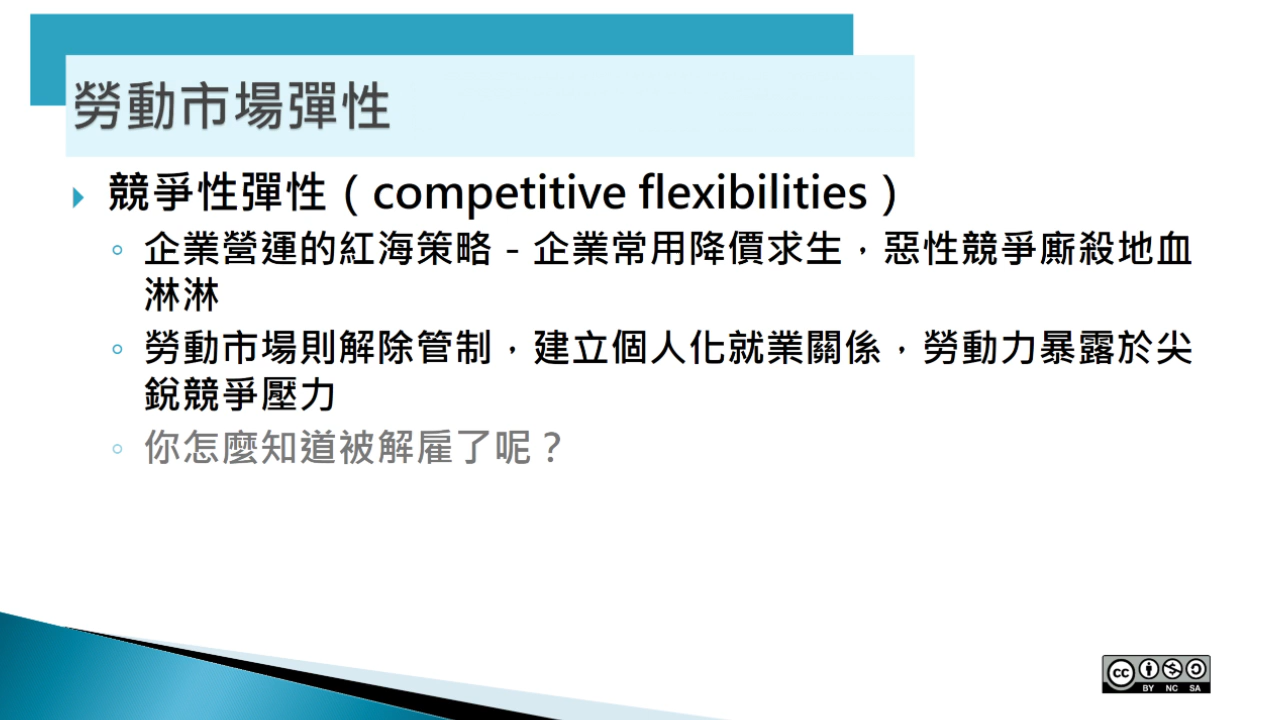 勞動市場彈性
競爭性彈性（competitive flexibilities）
企業營運的紅海策略－企業常用降價求生，惡性競爭廝殺地血
淋淋
勞動市場則解除管制，建立個人化就業關係，勞動力暴露於尖
銳競爭壓力
你怎麼知道被解雇了呢？
cc
BY NC SA